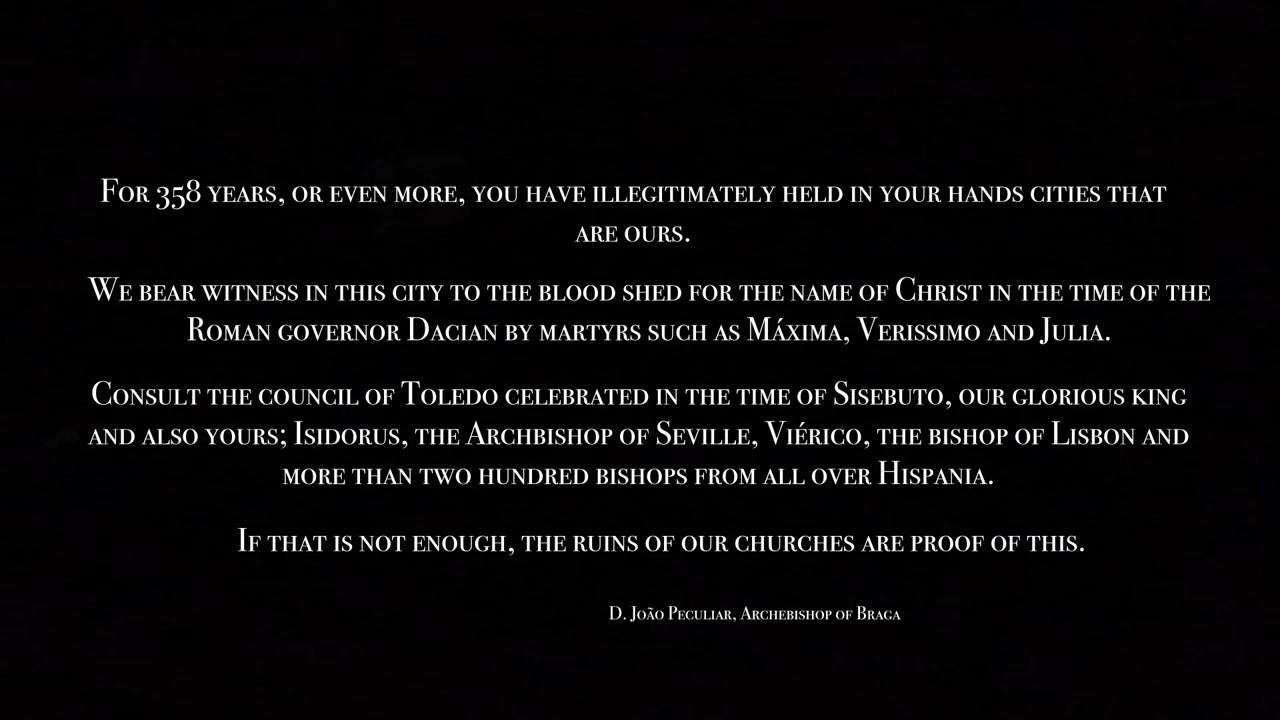 For 358 years, or even more, you have illegitimately held in your hands cities that
are ours.
We bear witness in this city to the blood shed for the name of Christ in the time of the
Roman governor Dacian by martyrs such as Máxima, Verissimo and Julia.
Consult the council of Toledo celebrated in the time of Sisebuto, our glorious king
and also yours; Isidorus, the Archbishop of Seville, Viérico, the bishop of Lisbon and
more than two hundred bishops from all over Hispania.
If that is not enough, the ruins of our churches are proof of this.
D. João Peculiar, Archebishop of Braga